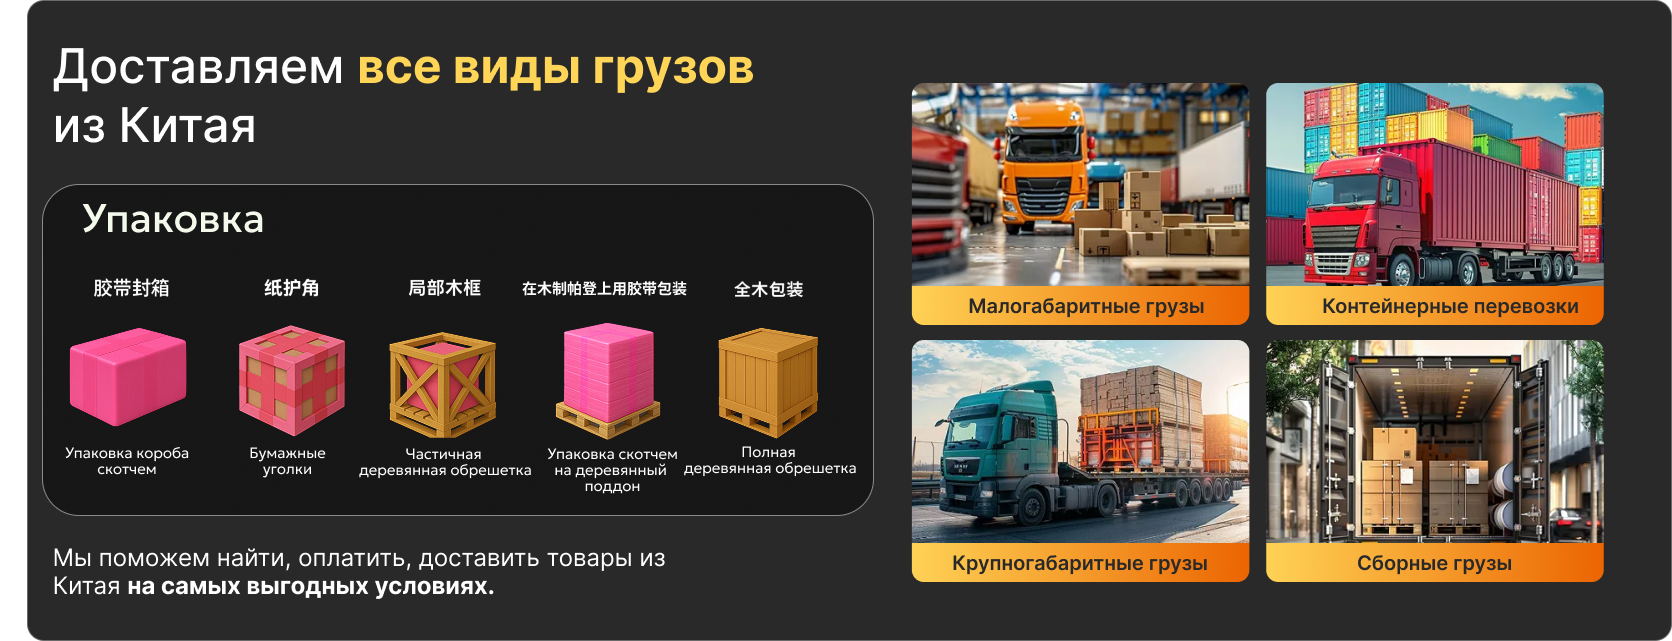 Доставляем все виды грузов
из Китая
Упаковка
胶带封箱
纸护角
局部木框
在木制帕登上用胶带包装
全木包装
Упаковка короба
скотчем
Бумажные
уголки
Частичная
деревянная обрешетка
Упаковка скотчем
на деревянный
поддон
Полная
деревянная обрешетка
Мы поможем найти, оплатить, доставить товары из
Китая на самых выгодных условиях.
Малогабаритные грузы
Контейнерные перевозки
Крупногабаритные грузы
Сборные грузы